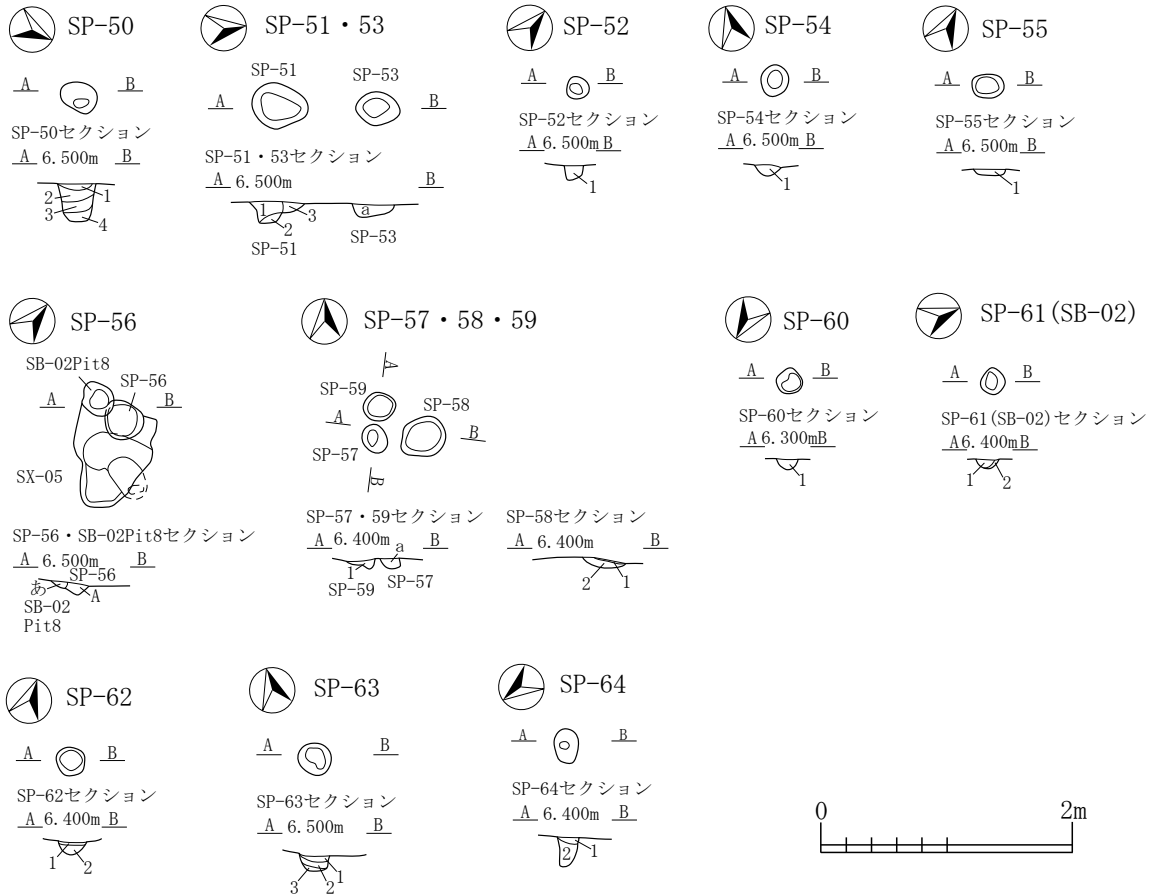 SP-50
A B
SP-50セクション
A 6.500m B
1
2
3
4
SP-51・53
SP-51
SP-53
A B
SP-51・53セクション
A 6.500m B
1
3
a
2
SP-51
SP-53
SP-52
A B
SP-52セクション
A 6.500m B
1
SP-54
A B
SP-54セクション
A 6.500m B
1
SP-55
A B
SP-55セクション
A 6.500m B
1
SP-56
SB-02Pit8
SP-56
A B
SX-05
SP-56・SB-02Pit8セクション
A 6.500m B
SP-56
あ
A
SB-02
Pit8
SP-57・58・59
A
SP-59
SP-58
A
B
SP-57
B
SP-57・59セクション
A 6.400m B
a
1
SP-59
SP-57
SP-58セクション
A 6.400m B
2
1
SP-60
A B
SP-60セクション
A 6.300m B
1
SP-61(SB-02)
A B
SP-61(SB-02)セクション
A 6.400m B
1
2
SP-62
A B
SP-62セクション
A 6.400m B
1
2
SP-63
A B
SP-63セクション
A 6.500m B
1
3
2
SP-64
A B
SP-64セクション
A 6.400m B
2
1
0 2m